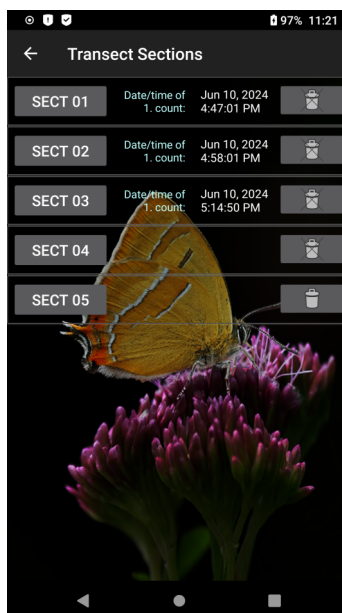 97% 11:21
Transect Sections
SECT 01 Date/time of 1. count: Jun 10, 2024 4:47:01 PM
SECT 02 Date/time of 1. count: Jun 10, 2024 4:58:01 PM
SECT 03 Date/time of 1. count: Jun 10, 2024 5:14:50 PM
SECT 04
SECT 05